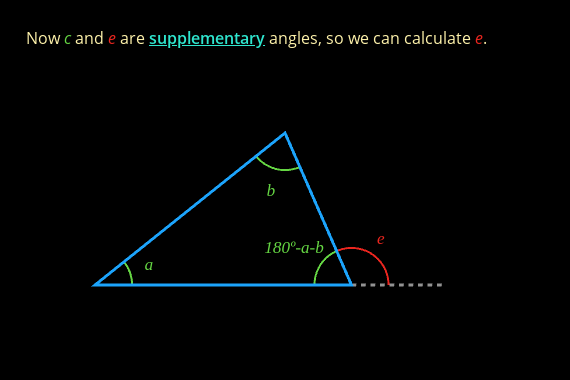 Now c and e are supplementary angles, so we can calculate e.
b
180º-a-b
e
a